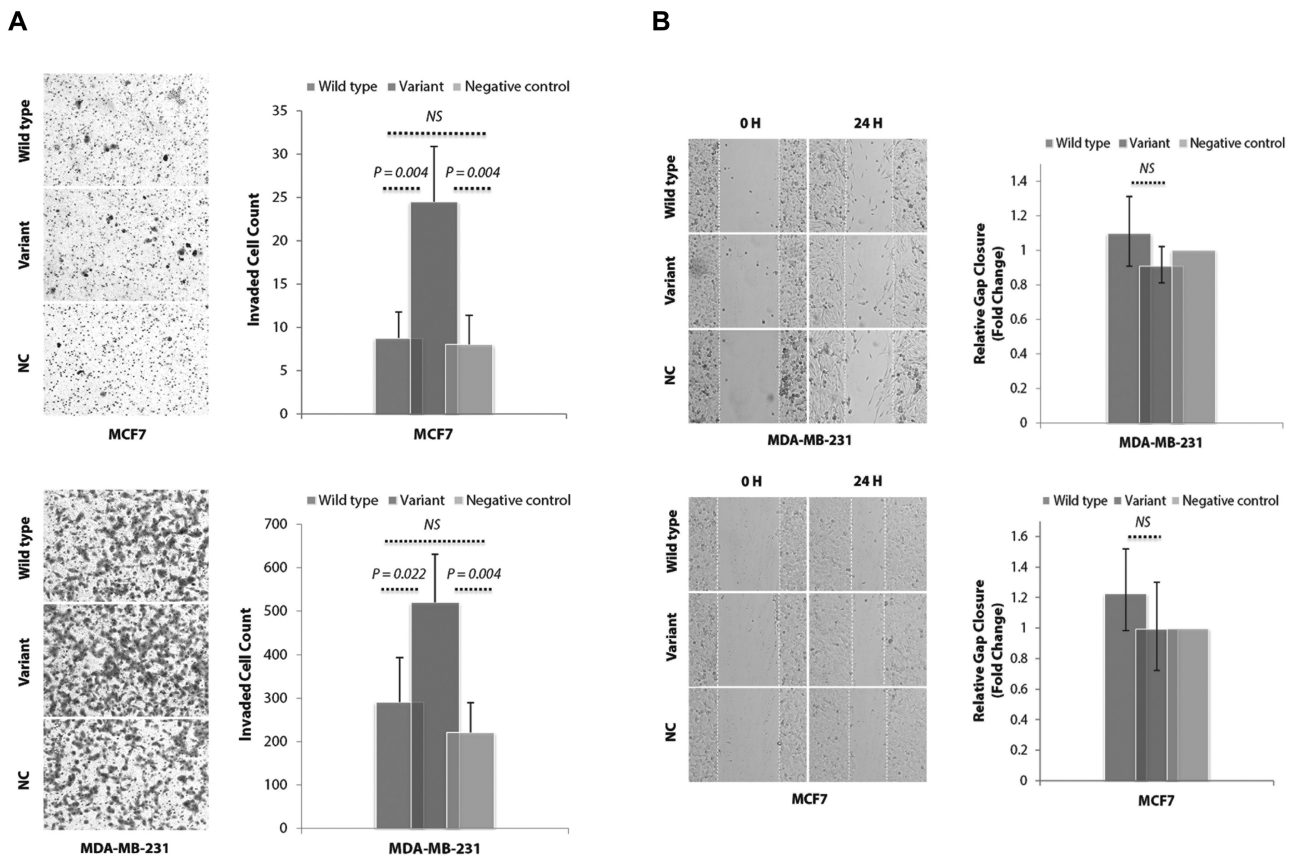 A
Wild type
Variant
NC
MCF7
Wild type Variant Negative control
Invaded Cell Count
35
30
25
20
15
10
5
0
NS
P = 0.004 P = 0.004
MCF7
Wild type
Variant
NC
MDA-MB-231
Wild type Variant Negative control
Invaded Cell Count
700
600
500
400
300
200
100
0
NS
P = 0.022 P = 0.004
MDA-MB-231
B
0 H 24 H
Wild type
Variant
NC
MDA-MB-231
Wild type Variant Negative control
Relative Gap Closure
(Fold Change)
1.4
1.2
1
0.8
0.6
0.4
0.2
0
NS
MDA-MB-231
0 H 24 H
Wild type
Variant
NC
MCF7
Wild type Variant Negative control
Relative Gap Closure
(Fold Change)
1.6
1.4
1.2
1
0.8
0.6
0.4
0.2
0
NS
MCF7